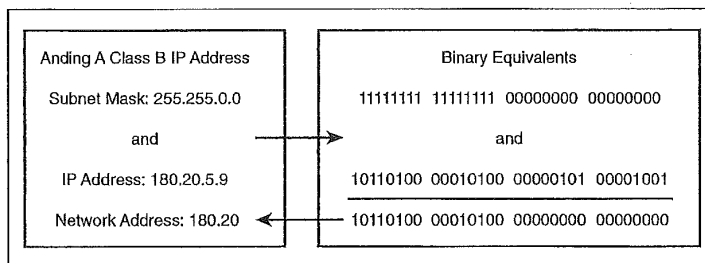 Anding A Class B IP Address
Subnet Mask: 255.255.0.0
and
IP Address: 180.20.5.9
Network Address: 180.20
Binary Equivalents
11111111 11111111 00000000 00000000
and
10110100 00010100 00000101 00001001
10110100 00010100 00000000 00000000